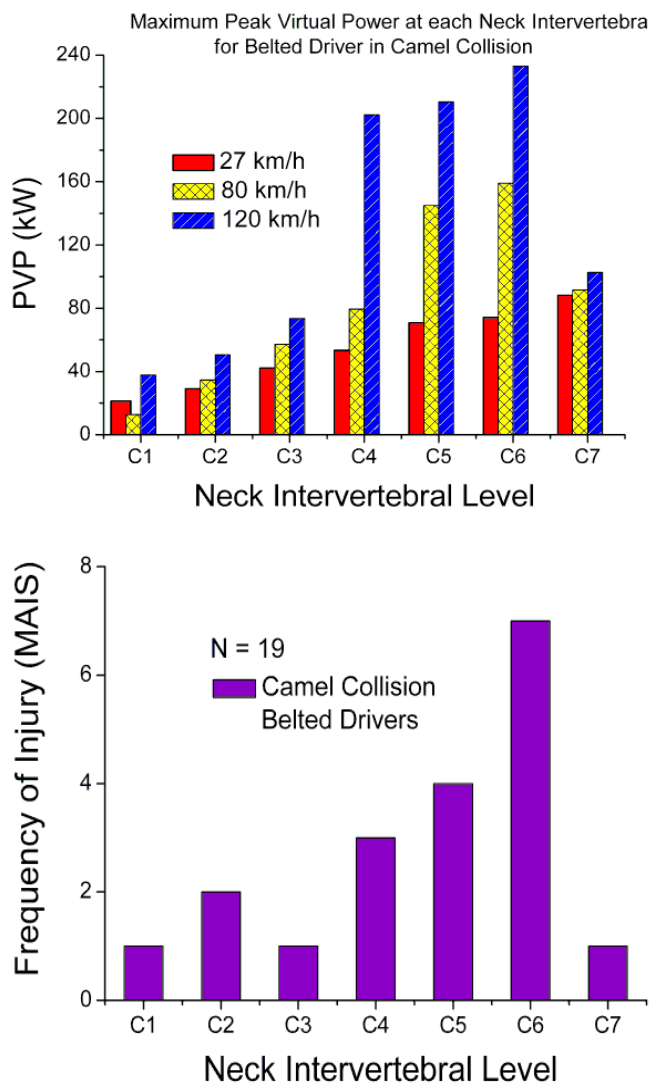 Maximum Peak Virtual Power at each Neck Intervertebra
for Belted Driver in Camel Collision
240
200
160
120
80
40
0
PVP (kW)
27 km/h
80 km/h
120 km/h
C1 C2 C3 C4 C5 C6 C7
Neck Intervertebral Level
8
6
4
2
0
Frequency of Injury (MAIS)
N = 19
Camel Collision
Belted Drivers
C1 C2 C3 C4 C5 C6 C7
Neck Intervertebral Level